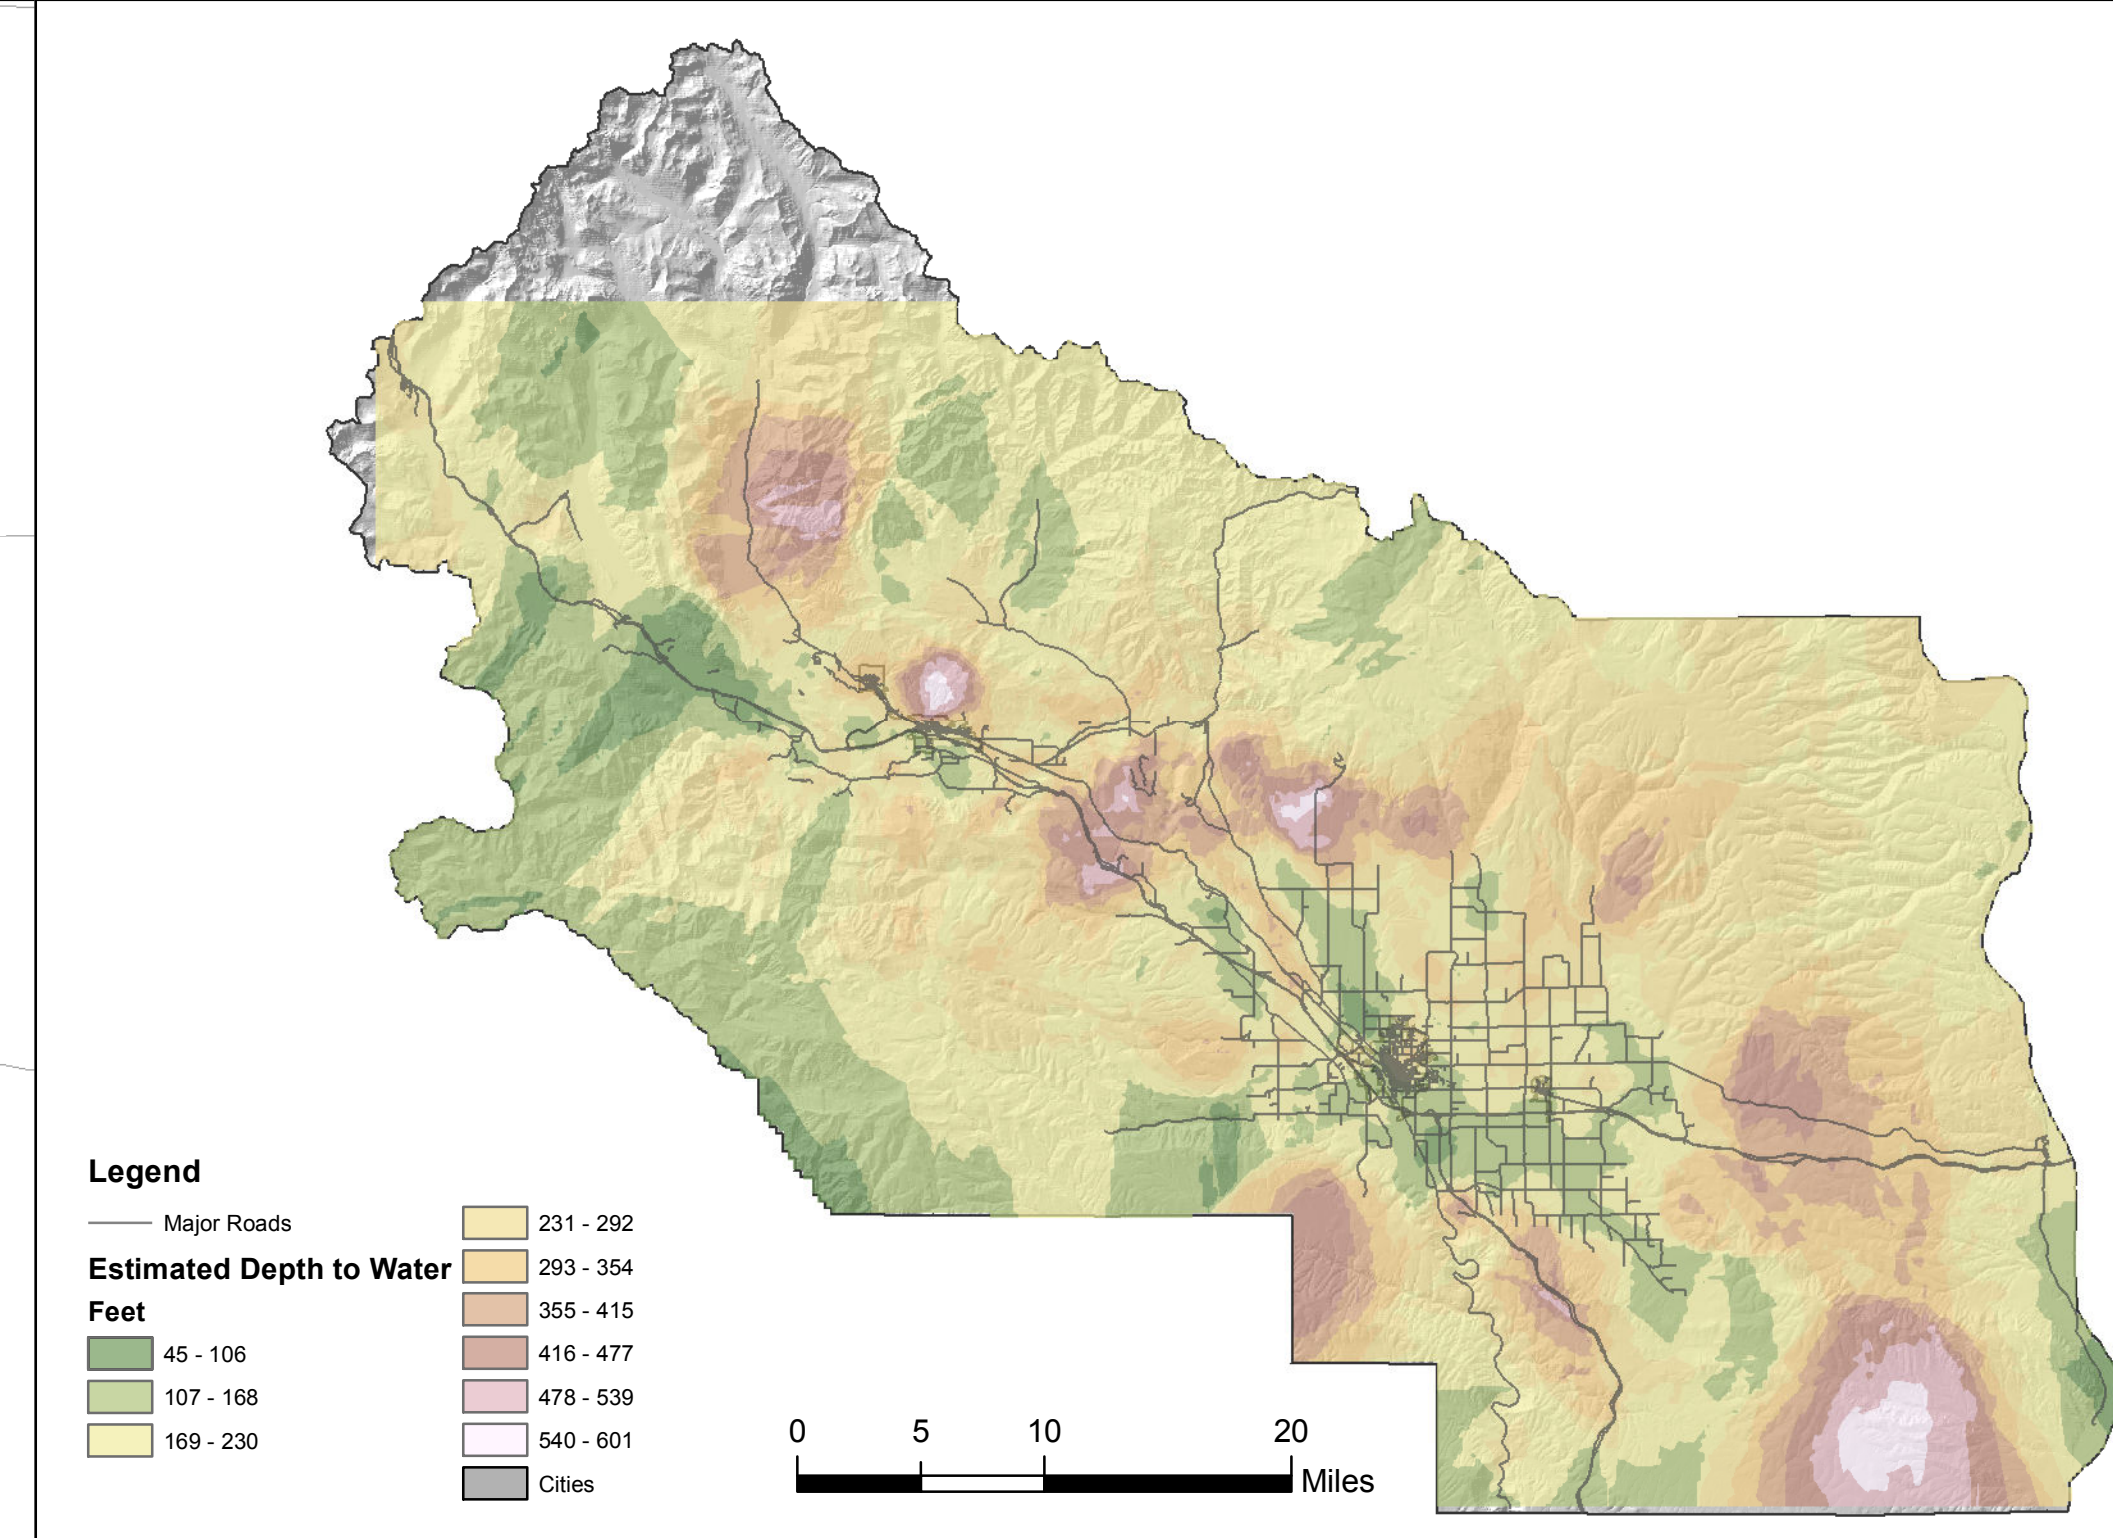 Legend
Major Roads
Estimated Depth to Water
Feet
45 - 106
107 - 168
169 - 230
231 - 292
293 - 354
355 - 415
416 - 477
478 - 539
540 - 601
Cities
0 5 10 20
Miles